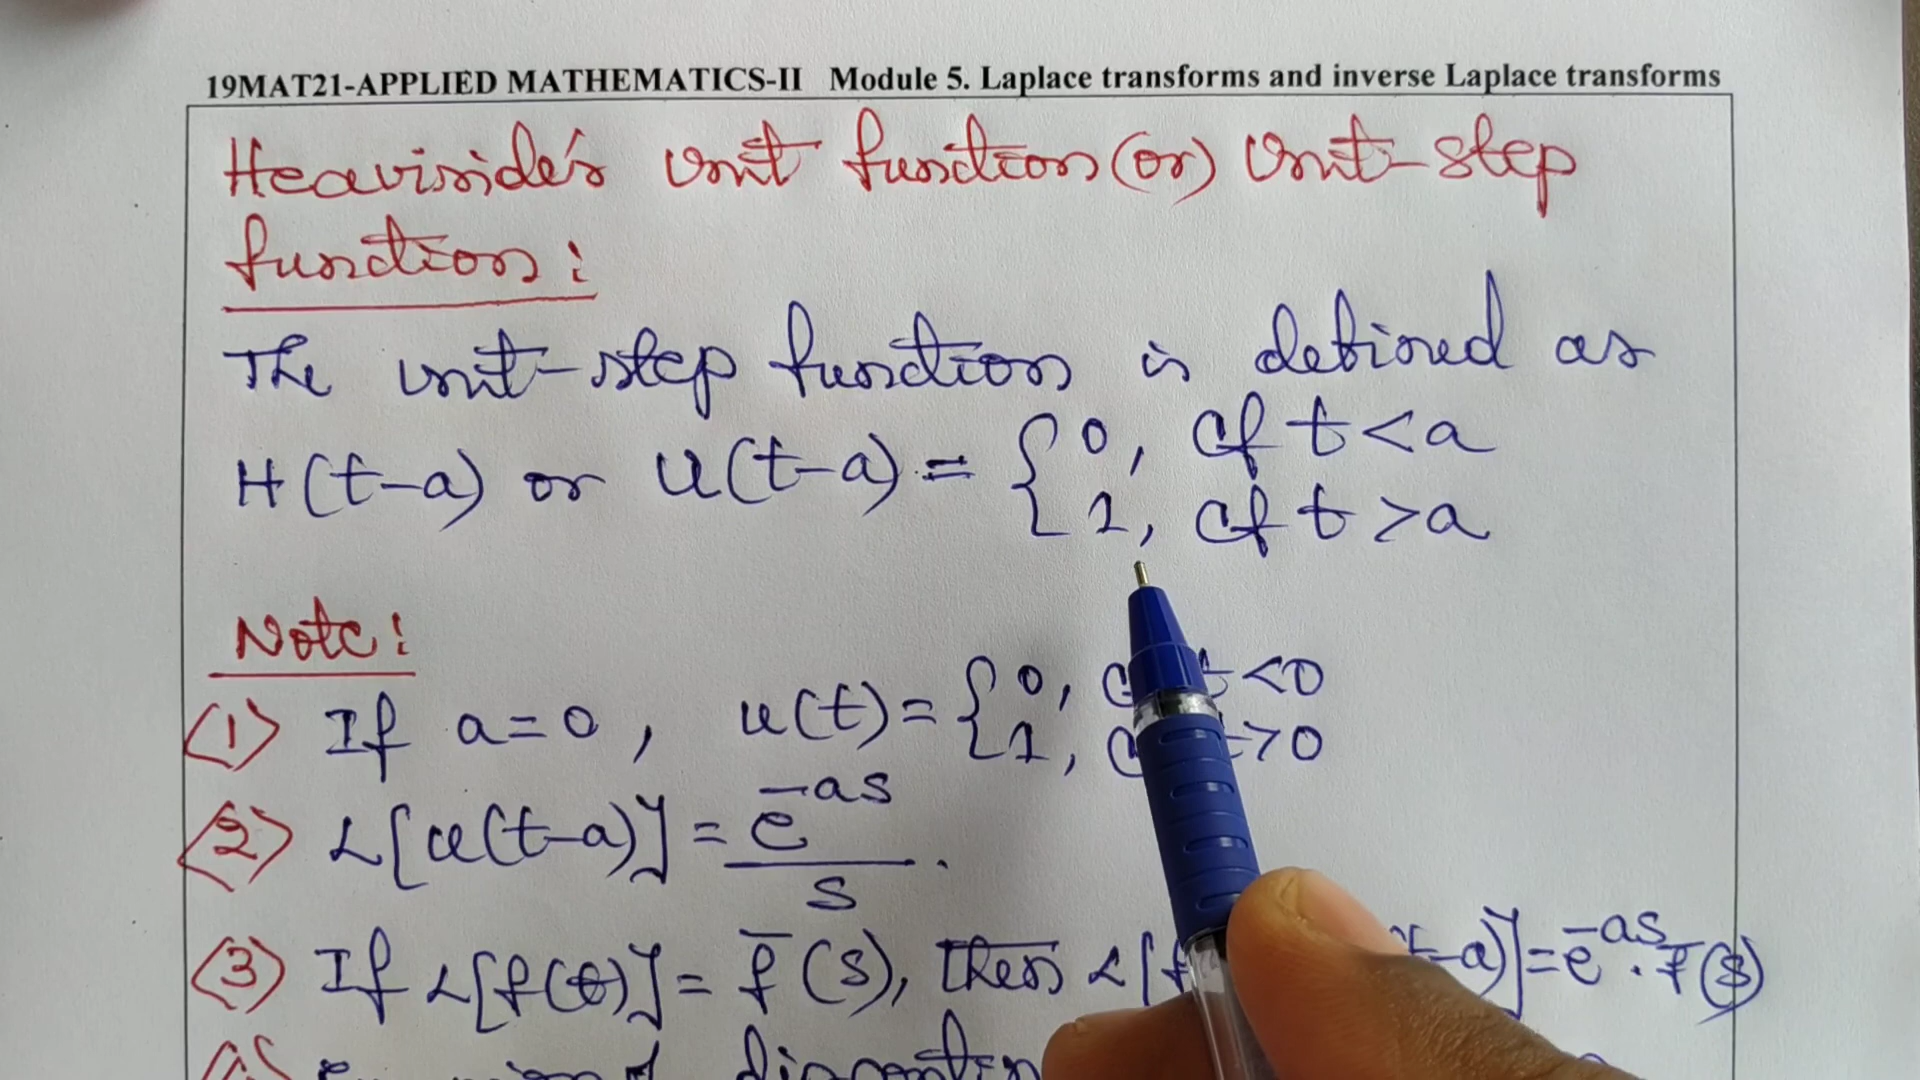 19MAT21-APPLIED MATHEMATICS-II Module 5. Laplace transforms and inverse Laplace transforms
Heaviside's Unit function (or) Unit-step
function:
The unit-step function is defined as
H(t-a) or u(t-a) = { 0, if t<a
1, if t>a
Note:
(1) If a=0, u(t) = { 0, t<0
1, t>0
(2) L[u(t-a)] = e^-as / s .
(3) If L[f(t)] = f̄(s), then L[f t-a)] = e^-as . f̄(s)